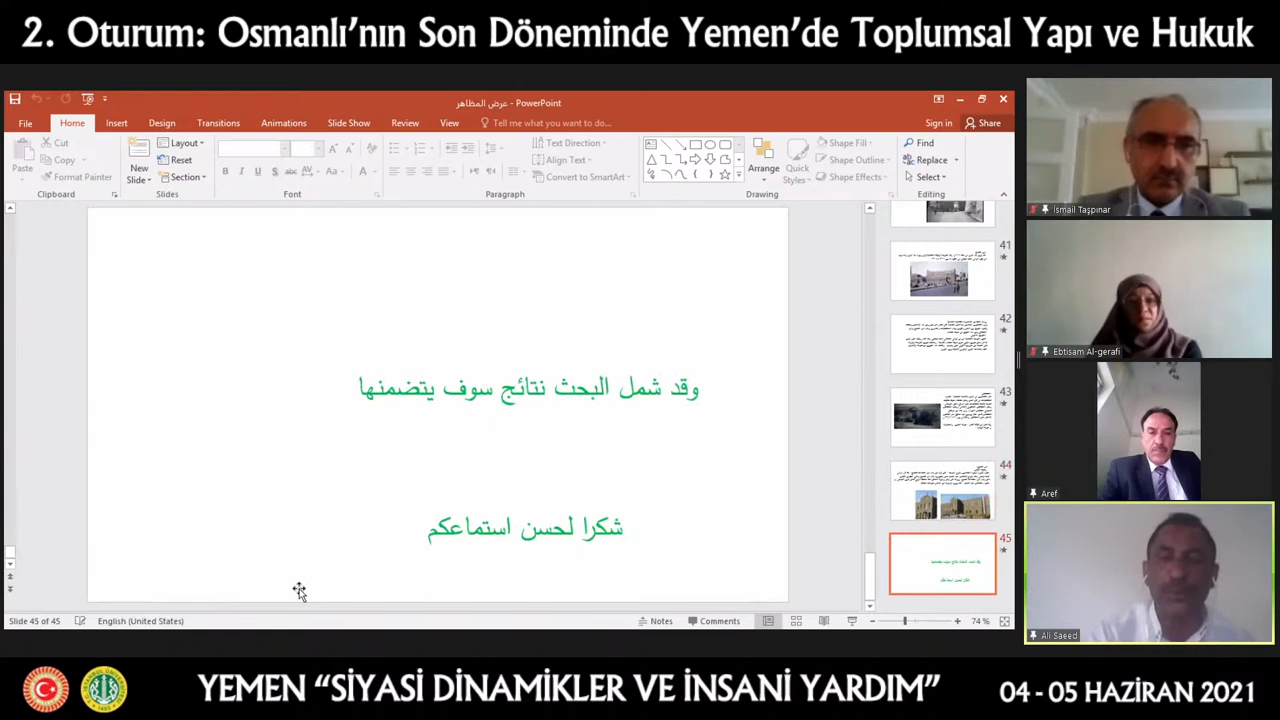 2. Oturum: Osmanlı’nın Son Döneminde Yemen’de Toplumsal Yapı ve Hukuk
عرض المظاهر - PowerPoint
File Home Insert Design Transitions Animations Slide Show Review View Tell me what you want to do... Sign in Share
Cut
Copy
Format Painter
Paste
Clipboard
New Slide
Layout
Reset
Section
Slides
Font
Text Direction
Align Text
Convert to SmartArt
Paragraph
Arrange
Quick Styles
Shape Fill
Shape Outline
Shape Effects
Drawing
Find
Replace
Select
Editing
وقد شمل البحث نتائج سوف يتضمنها
شكرا لحسن استماعكم
41
42
43
44
45
Slide 45 of 45 English (United States) Notes Comments 74 %
İsmail Taşpınar
Ebtisam Al-gerafi
Aref
Ali Saeed
YEMEN “SİYASİ DİNAMİKLER VE İNSANİ YARDIM”
04 - 05 HAZİRAN 2021